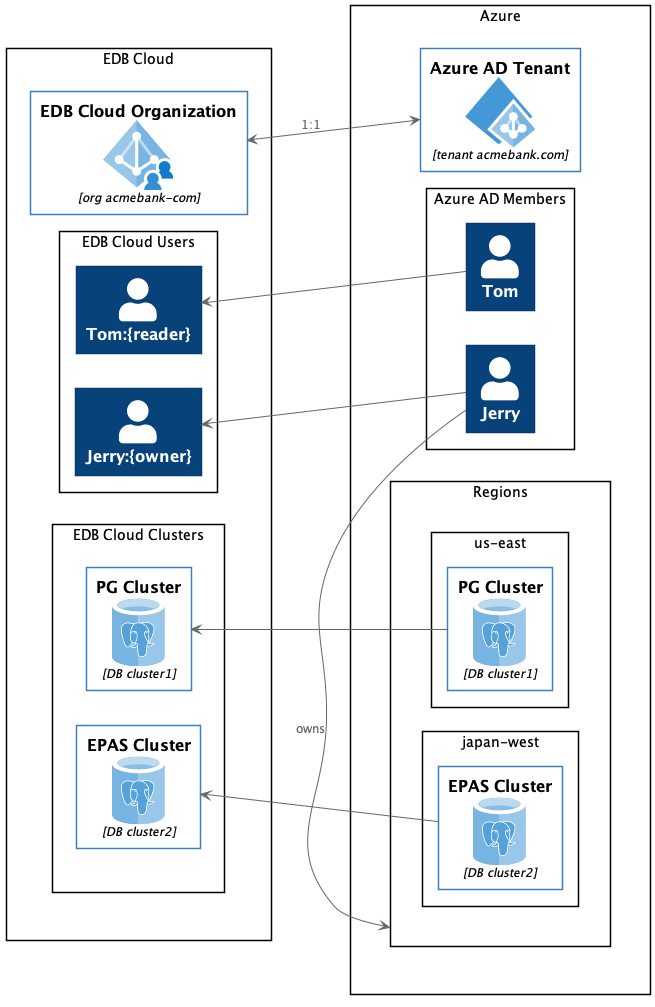 EDB Cloud
EDB Cloud Organization
[org acmebank-com]
EDB Cloud Users
Tom:{reader}
Jerry:{owner}
EDB Cloud Clusters
PG Cluster
[DB cluster1]
EPAS Cluster
[DB cluster2]
1:1
owns
Azure
Azure AD Tenant
[tenant acmebank.com]
Azure AD Members
Tom
Jerry
Regions
us-east
PG Cluster
[DB cluster1]
japan-west
EPAS Cluster
[DB cluster2]